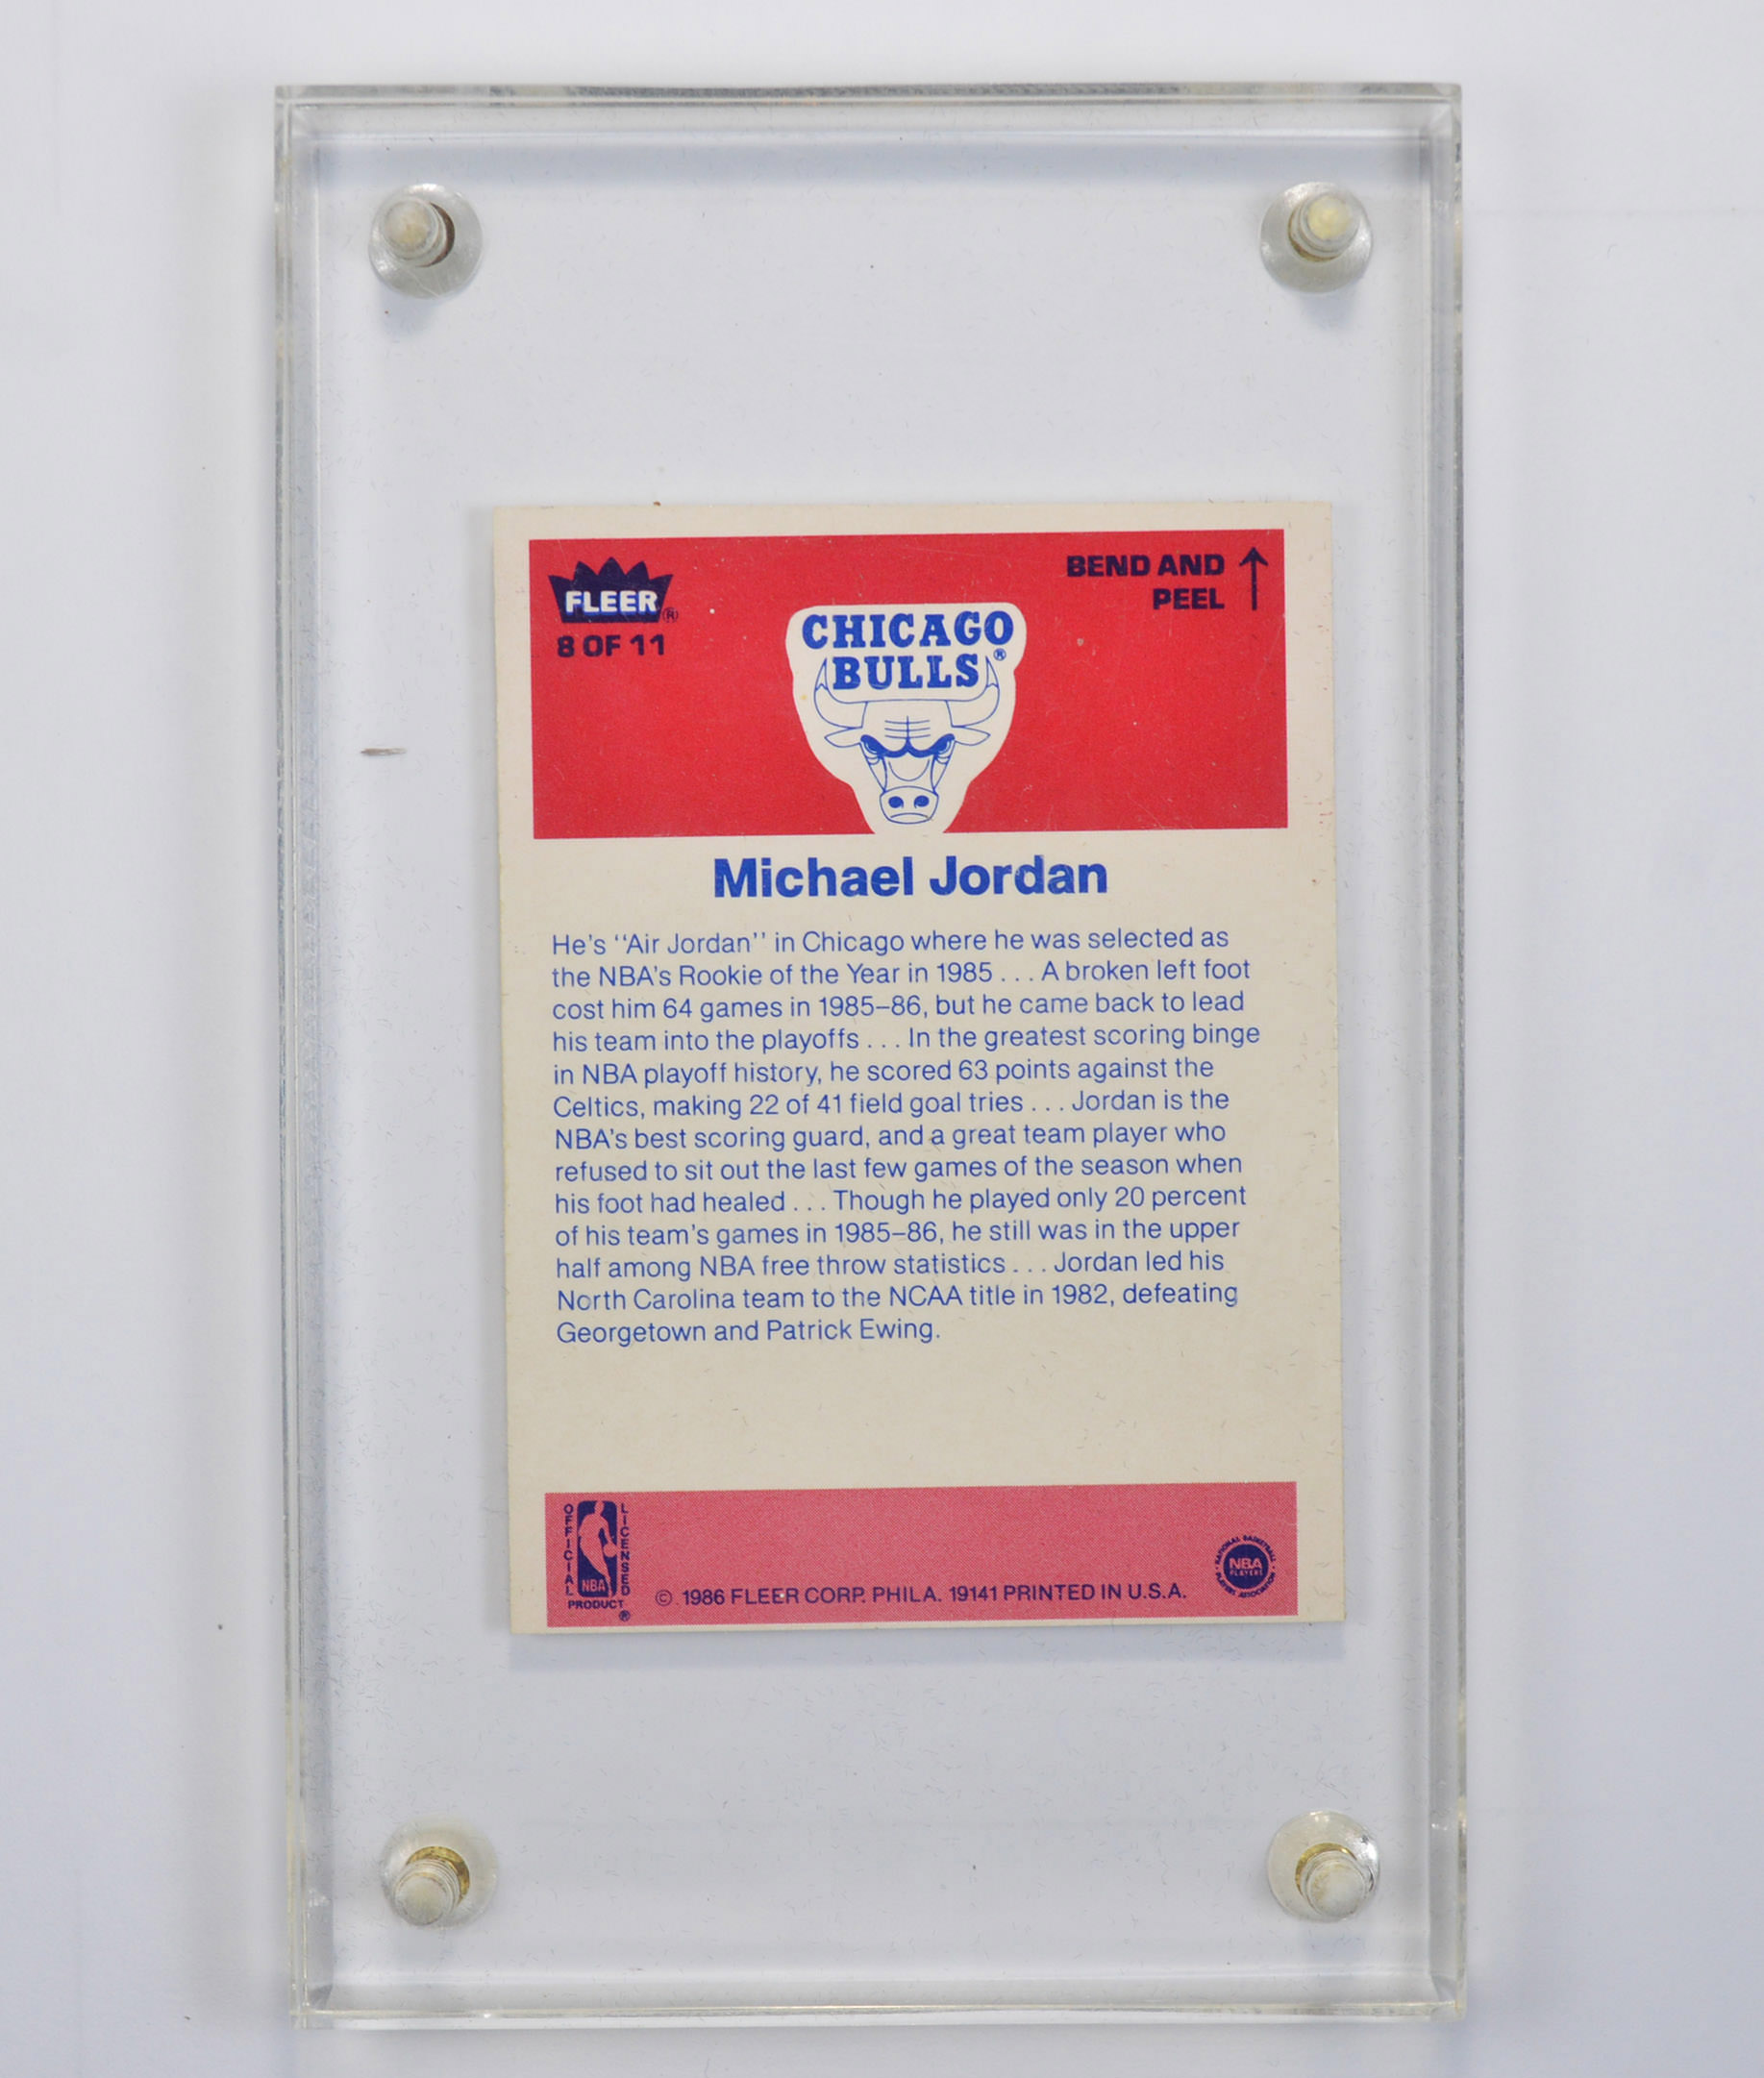 FLEER®
8 OF 11
BEND AND
PEEL
CHICAGO
BULLS®
Michael Jordan
He's "Air Jordan" in Chicago where he was selected as
the NBA's Rookie of the Year in 1985 . . . A broken left foot
cost him 64 games in 1985–86, but he came back to lead
his team into the playoffs . . . In the greatest scoring binge
in NBA playoff history, he scored 63 points against the
Celtics, making 22 of 41 field goal tries . . . Jordan is the
NBA's best scoring guard, and a great team player who
refused to sit out the last few games of the season when
his foot had healed . . . Though he played only 20 percent
of his team's games in 1985–86, he still was in the upper
half among NBA free throw statistics . . . Jordan led his
North Carolina team to the NCAA title in 1982, defeating
Georgetown and Patrick Ewing.
OFFICIAL
LICENSED
NBA
PRODUCT®
© 1986 FLEER CORP. PHILA. 19141 PRINTED IN U.S.A.
NATIONAL BASKETBALL
NBA
PLAYERS
PLAYERS ASSOCIATION